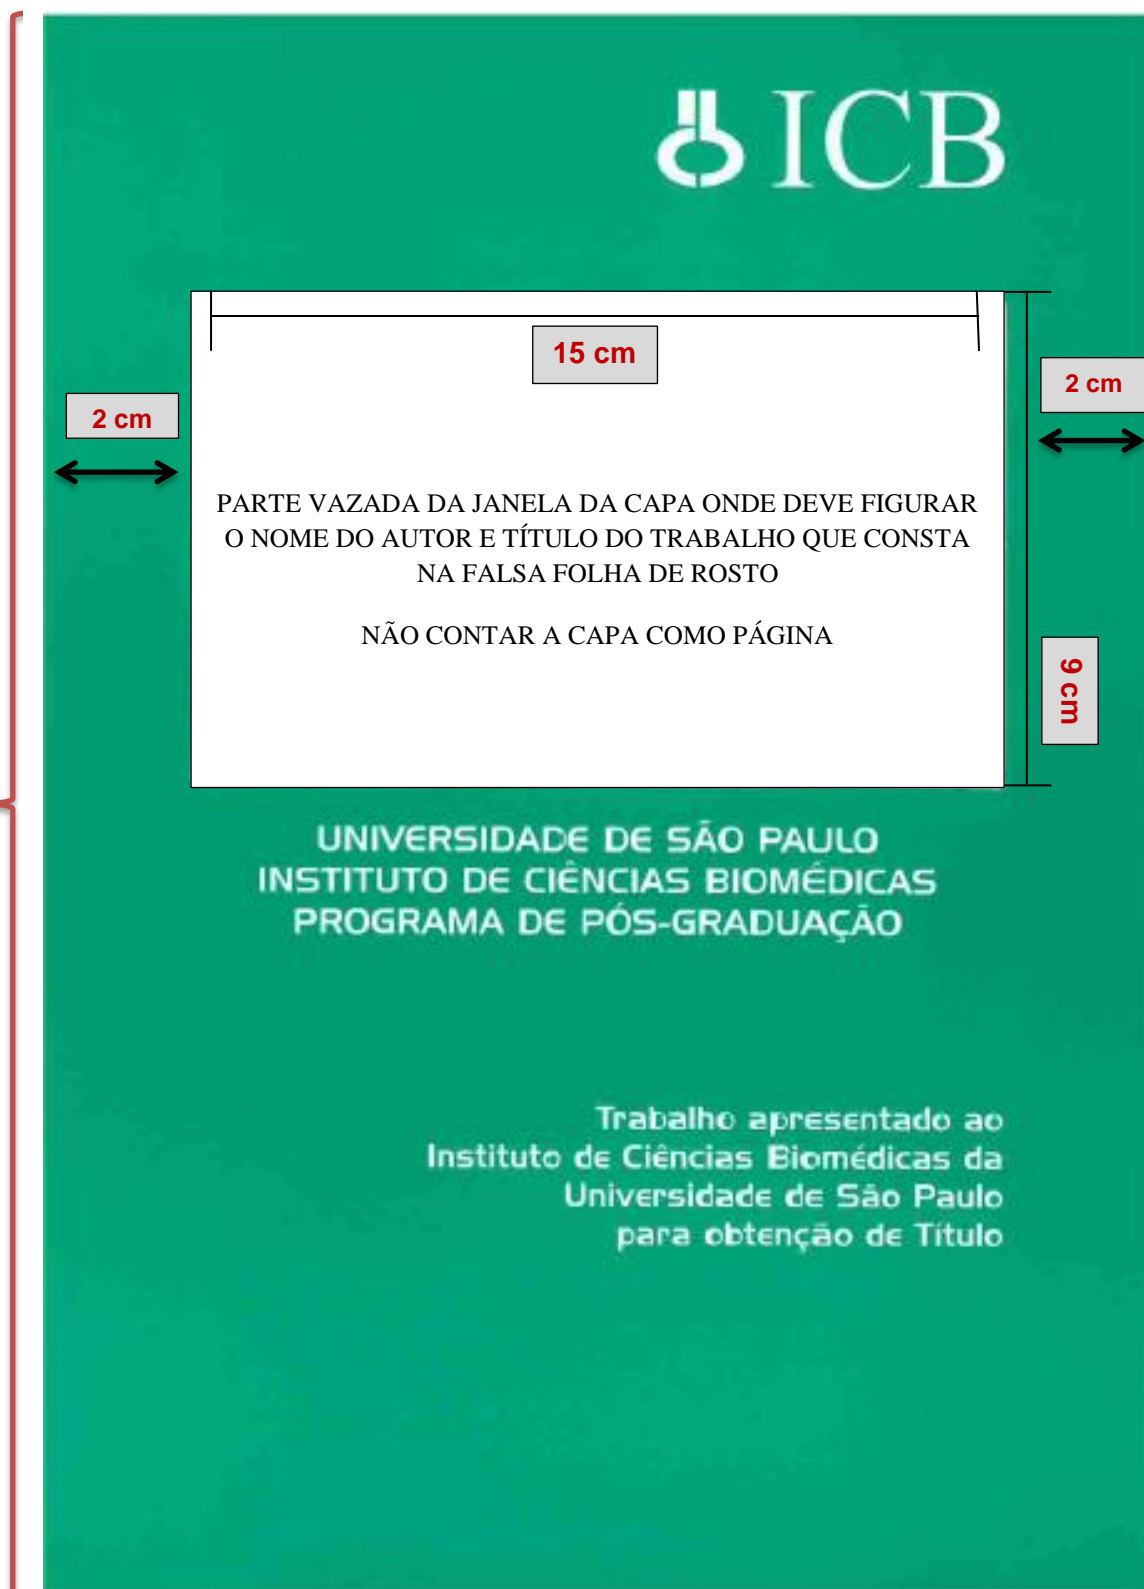 ICB
15 cm
2 cm
2 cm
PARTE VAZADA DA JANELA DA CAPA ONDE DEVE FIGURAR
O NOME DO AUTOR E TÍTULO DO TRABALHO QUE CONSTA
NA FALSA FOLHA DE ROSTO
NÃO CONTAR A CAPA COMO PÁGINA
9 cm
UNIVERSIDADE DE SÃO PAULO
INSTITUTO DE CIÊNCIAS BIOMÉDICAS
PROGRAMA DE PÓS-GRADUAÇÃO
Trabalho apresentado ao
Instituto de Ciências Biomédicas da
Universidade de São Paulo
para obtenção de Título